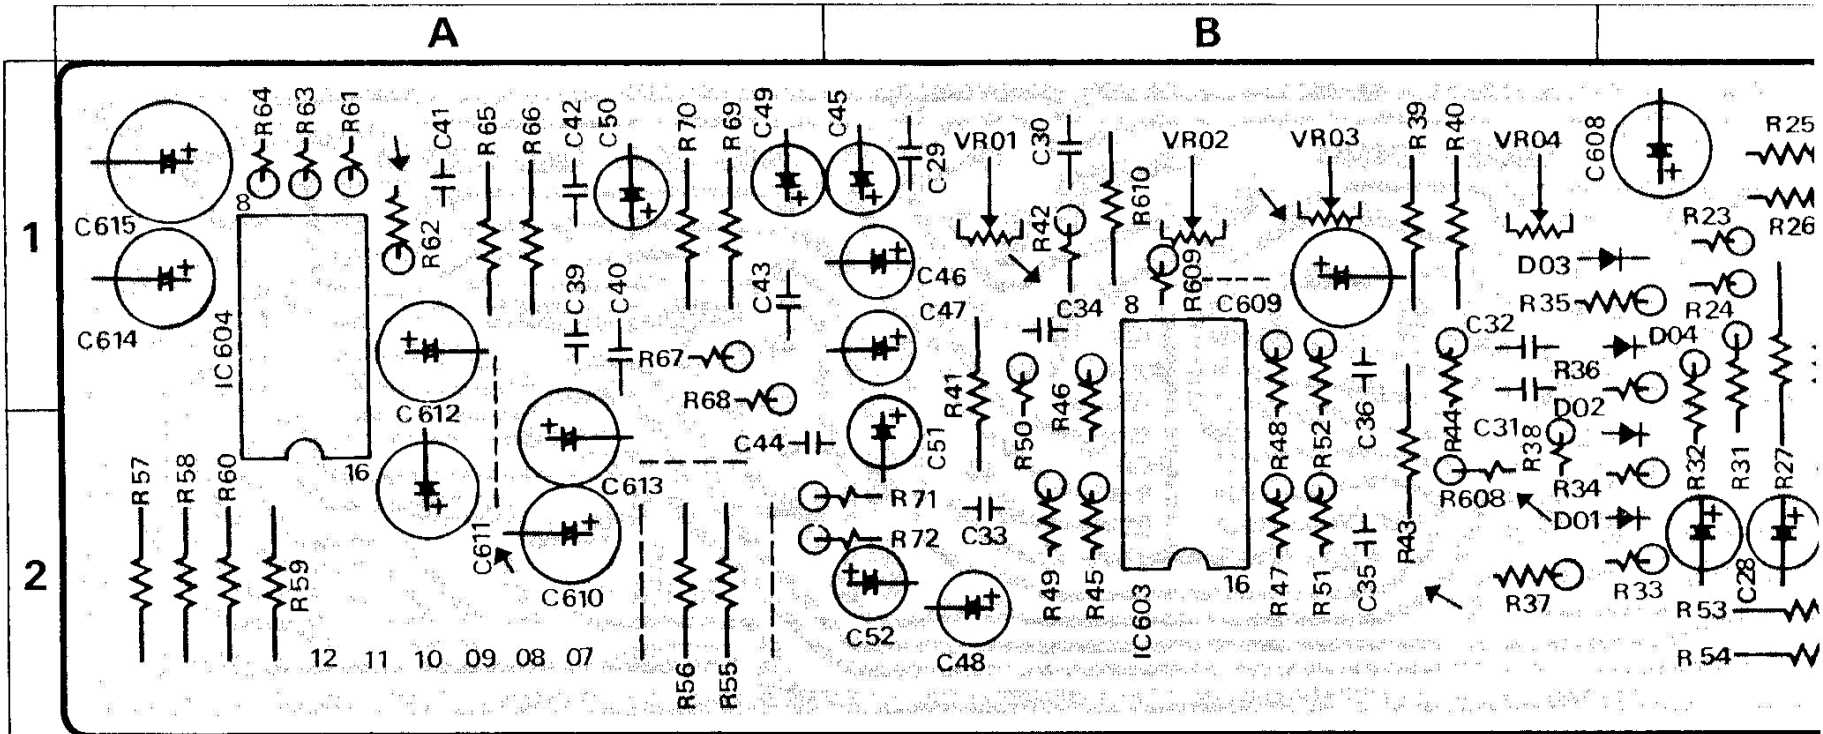 A B
1
2
R64 R63 R61 C41 R65 R66 C42 C50 R70 R69 C49 C45
C29 VR01 C30 R610 VR02 VR03 R39 R40 VR04 C608 R25
C615 8 R62 R42 R23 R26
C39 C40 C43 C46 R609 D03
C614 IC604 C47 C34 8 C609 R35 R24
R67 C32 D04
R68 R41 R46 R36
C612 D02
C44 C51 R50 R48 R52 C36 R44 C31 R38
R57 R58 R60 16 C613 R71 R608 R34 R32 R31 R27
C611 R72 C33 R43 D01
R59 C610 R49 R45 IC603 16 R47 R51 C35 R37 R33 C28
C52 R53
12 11 10 09 08 07 R56 R55 C48 R54